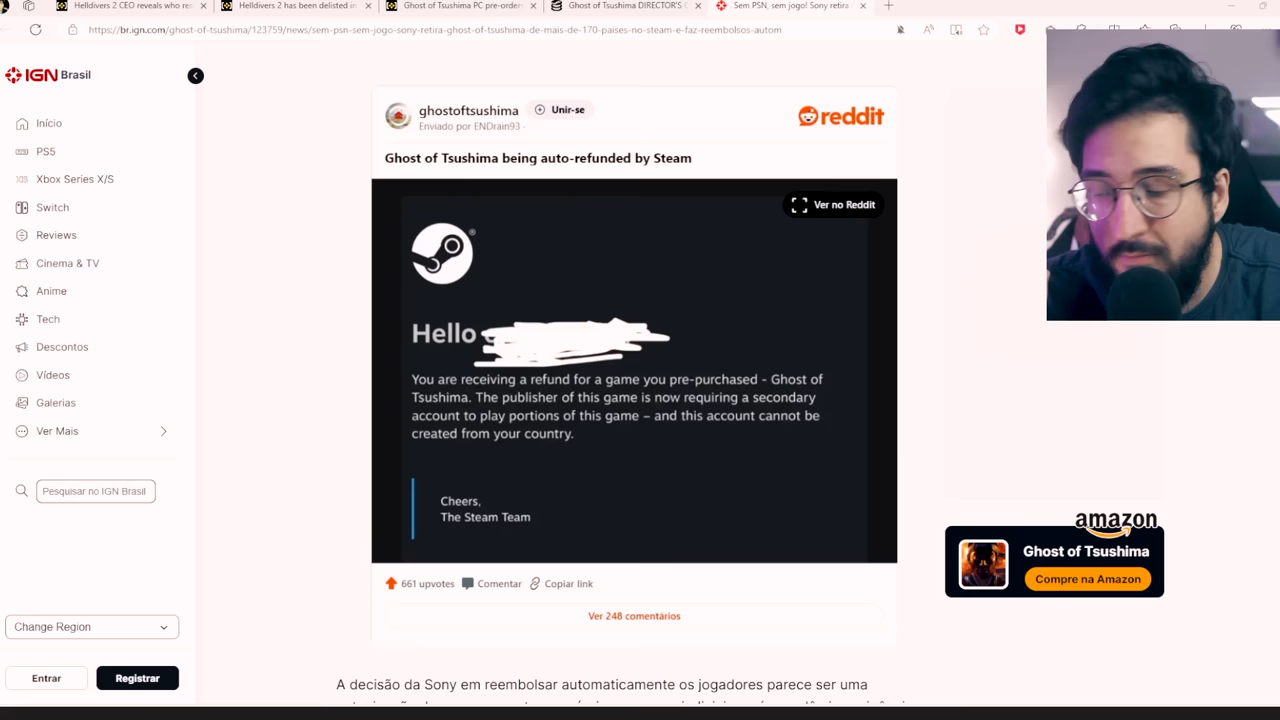 Helldivers 2 CEO reveals who res
Helldivers 2 has been delisted in
Ghost of Tsushima PC pre-orders
Ghost of Tsushima DIRECTOR'S C
Sem PSN, sem jogo! Sony retira
https://br.ign.com/ghost-of-tsushima/123759/news/sem-psn-sem-jogo-sony-retira-ghost-of-tsushima-de-mais-de-170-paises-no-steam-e-faz-reembolsos-autom
IGN Brasil
Início
PS5
Xbox Series X/S
Switch
Reviews
Cinema & TV
Anime
Tech
Descontos
Vídeos
Galerias
Ver Mais
Pesquisar no IGN Brasil
Change Region
Entrar
Registrar
ghostoftsushima
Unir-se
Enviado por ENDrain93 ·
reddit
Ghost of Tsushima being auto-refunded by Steam
Ver no Reddit
Hello
You are receiving a refund for a game you pre-purchased - Ghost of
Tsushima. The publisher of this game is now requiring a secondary
account to play portions of this game – and this account cannot be
created from your country.
Cheers,
The Steam Team
661 upvotes
Comentar
Copiar link
Ver 248 comentários
A decisão da Sony em reembolsar automaticamente os jogadores parece ser uma
amazon
Ghost of Tsushima
Compre na Amazon